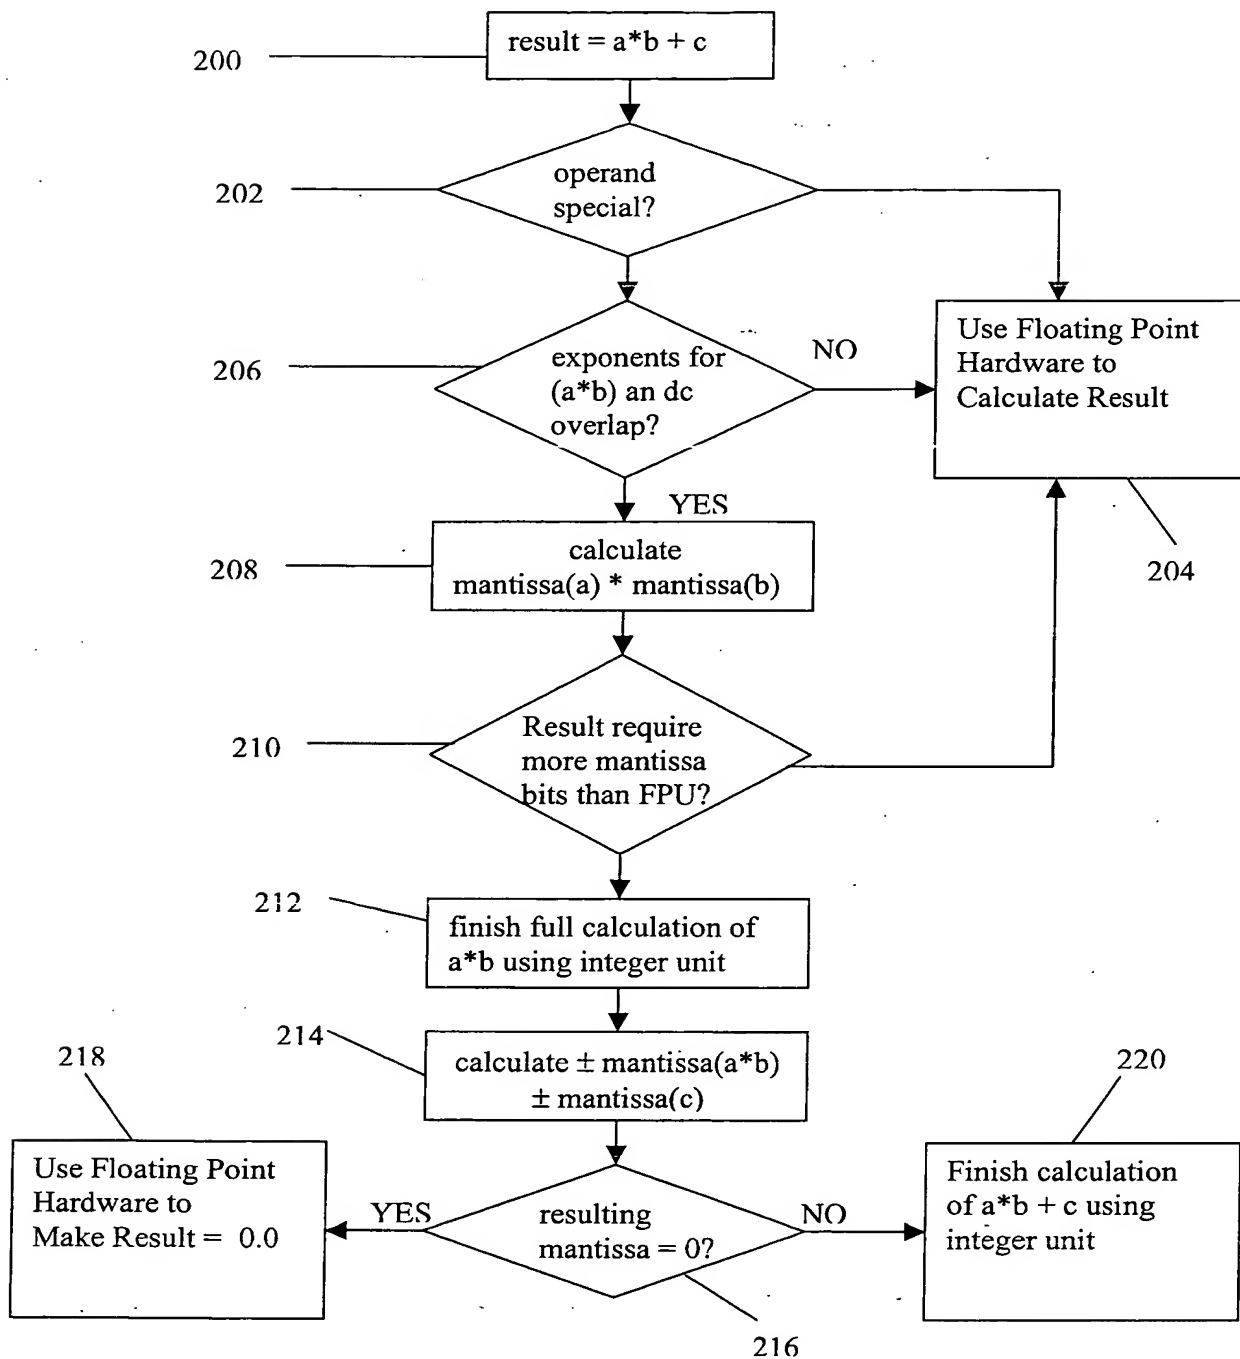 result = a*b + c
200
operand
special?
202
exponents for
(a*b) an dc
overlap?
206
NO
Use Floating Point
Hardware to
Calculate Result
204
YES
calculate
mantissa(a) * mantissa(b)
208
Result require
more mantissa
bits than FPU?
210
212
finish full calculation of
a*b using integer unit
214
calculate ± mantissa(a*b)
± mantissa(c)
218
220
Use Floating Point
Hardware to
Make Result = 0.0
YES
resulting
mantissa = 0?
NO
Finish calculation
of a*b + c using
integer unit
216